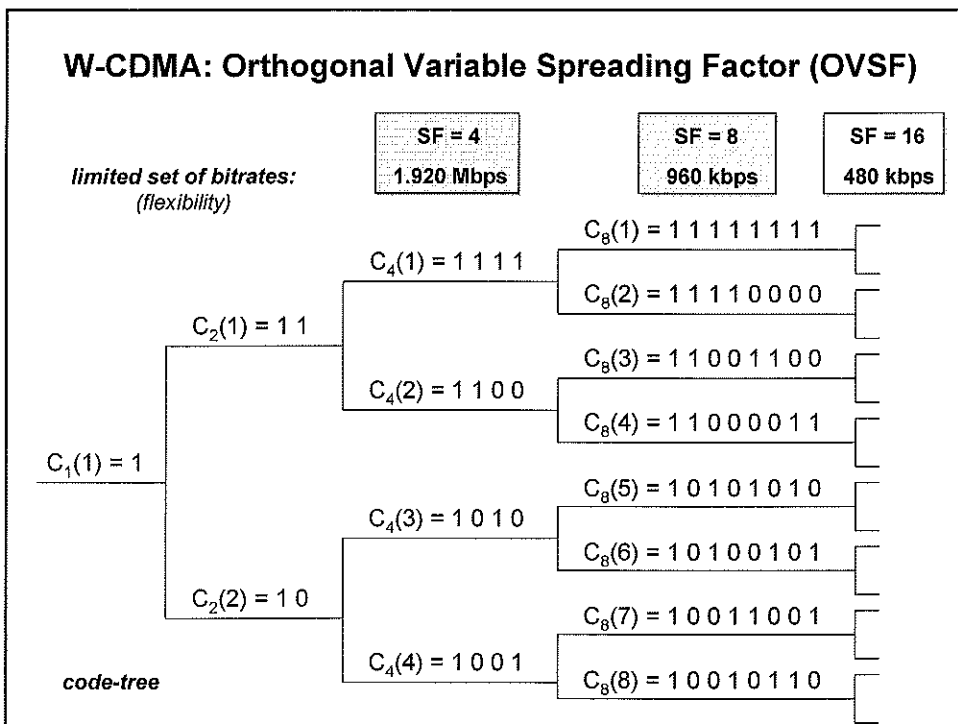 W-CDMA: Orthogonal Variable Spreading Factor (OVSF)
SF = 4
1.920 Mbps
SF = 8
960 kbps
SF = 16
480 kbps
limited set of bitrates:
(flexibility)
C1(1) = 1
C2(1) = 1 1
C2(2) = 1 0
C4(1) = 1 1 1 1
C4(2) = 1 1 0 0
C4(3) = 1 0 1 0
C4(4) = 1 0 0 1
C8(1) = 1 1 1 1 1 1 1 1
C8(2) = 1 1 1 1 0 0 0 0
C8(3) = 1 1 0 0 1 1 0 0
C8(4) = 1 1 0 0 0 0 1 1
C8(5) = 1 0 1 0 1 0 1 0
C8(6) = 1 0 1 0 0 1 0 1
C8(7) = 1 0 0 1 1 0 0 1
C8(8) = 1 0 0 1 0 1 1 0
code-tree